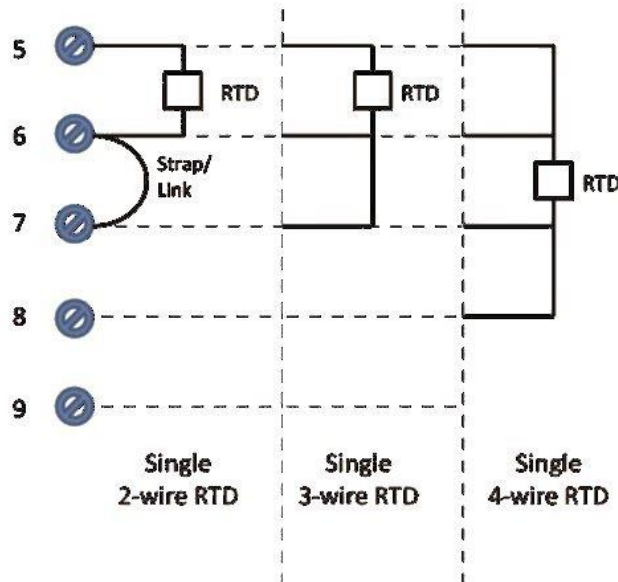 5
RTD
RTD
6
Strap/
Link
RTD
7
8
9
Single
2-wire RTD
Single
3-wire RTD
Single
4-wire RTD